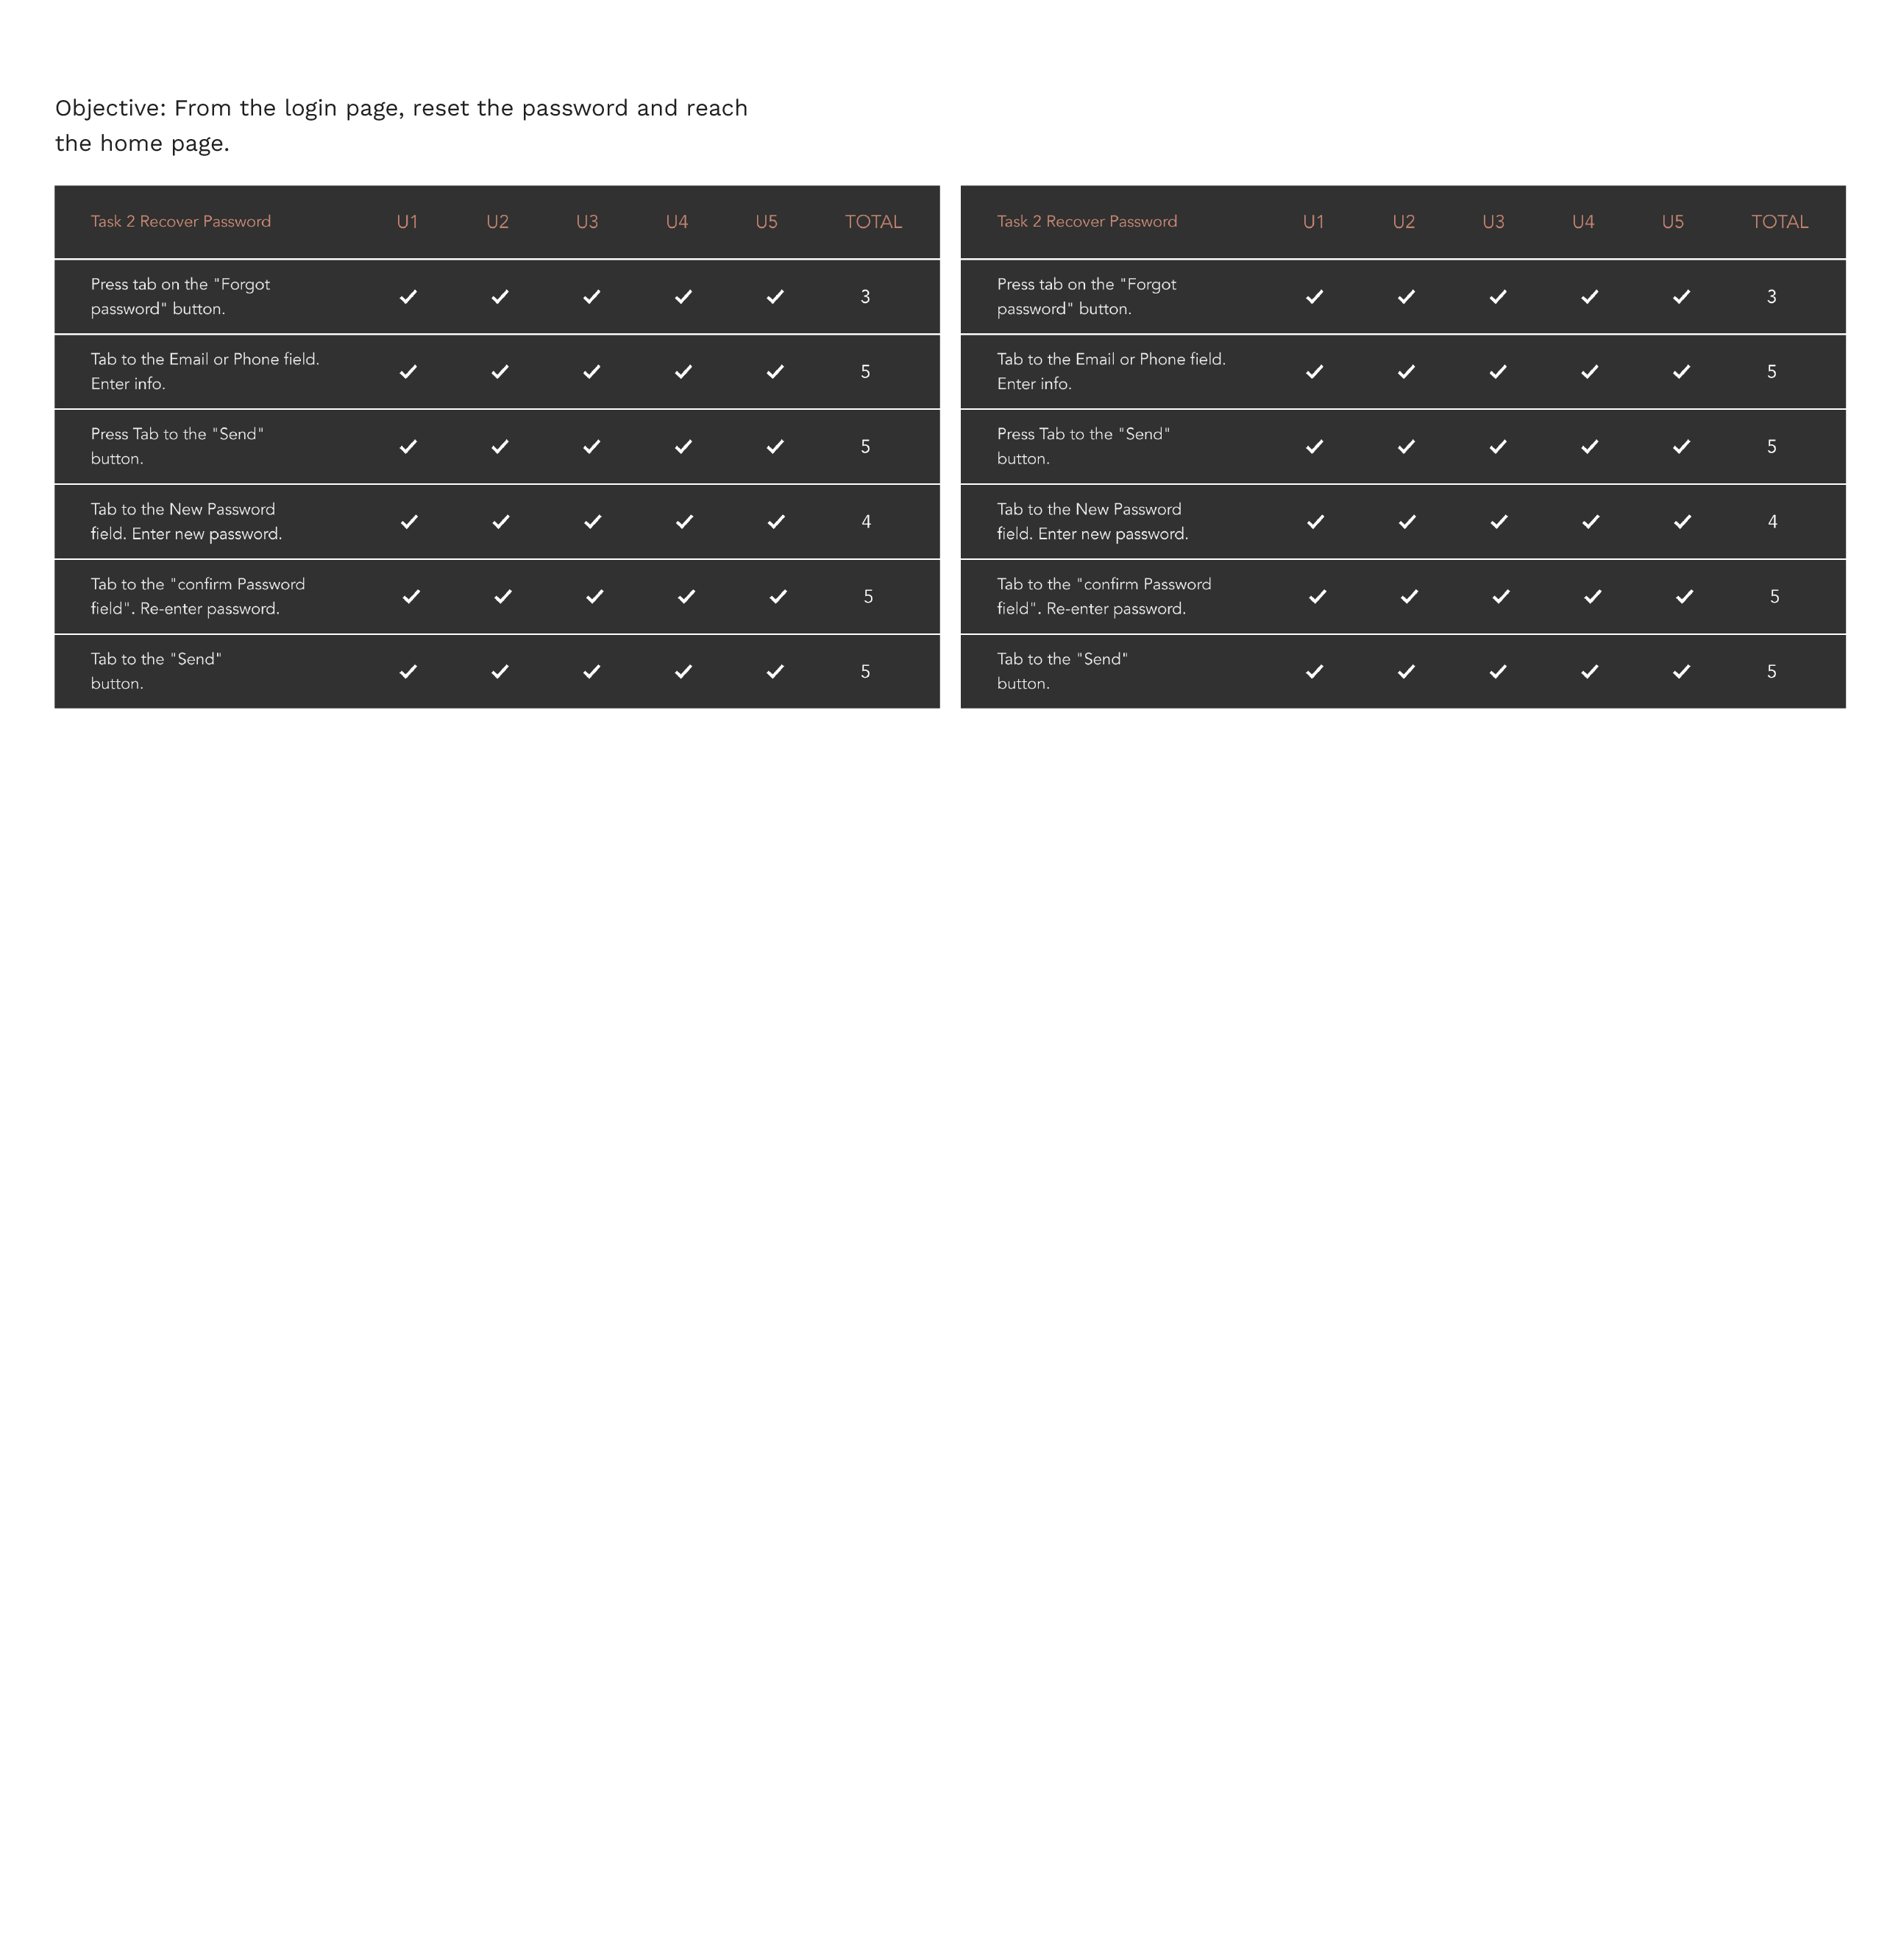 Objective: From the login page, reset the password and reach
the home page.
Task 2 Recover Password U1 U2 U3 U4 U5 TOTAL
Press tab on the "Forgot
password" button.
✓ ✓ ✓ ✓ ✓ 3
Tab to the Email or Phone field.
Enter info.
✓ ✓ ✓ ✓ ✓ 5
Press Tab to the "Send"
button.
✓ ✓ ✓ ✓ ✓ 5
Tab to the New Password
field. Enter new password.
✓ ✓ ✓ ✓ ✓ 4
Tab to the "confirm Password
field". Re-enter password.
✓ ✓ ✓ ✓ ✓ 5
Tab to the "Send"
button.
✓ ✓ ✓ ✓ ✓ 5
Task 2 Recover Password U1 U2 U3 U4 U5 TOTAL
Press tab on the "Forgot
password" button.
✓ ✓ ✓ ✓ ✓ 3
Tab to the Email or Phone field.
Enter info.
✓ ✓ ✓ ✓ ✓ 5
Press Tab to the "Send"
button.
✓ ✓ ✓ ✓ ✓ 5
Tab to the New Password
field. Enter new password.
✓ ✓ ✓ ✓ ✓ 4
Tab to the "confirm Password
field". Re-enter password.
✓ ✓ ✓ ✓ ✓ 5
Tab to the "Send"
button.
✓ ✓ ✓ ✓ ✓ 5